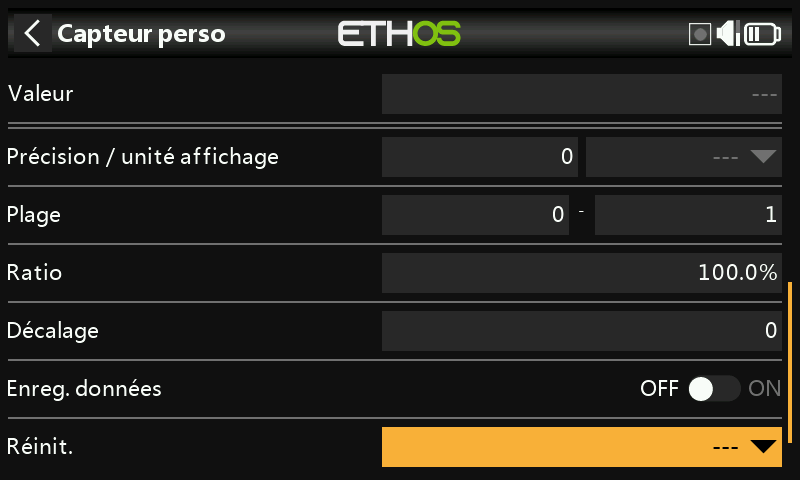 Capteur perso
ETHOS
Valeur ---
Précision / unité affichage 0 ---
Plage 0 - 1
Ratio 100.0%
Décalage 0
Enreg. données OFF ON
Réinit. ---